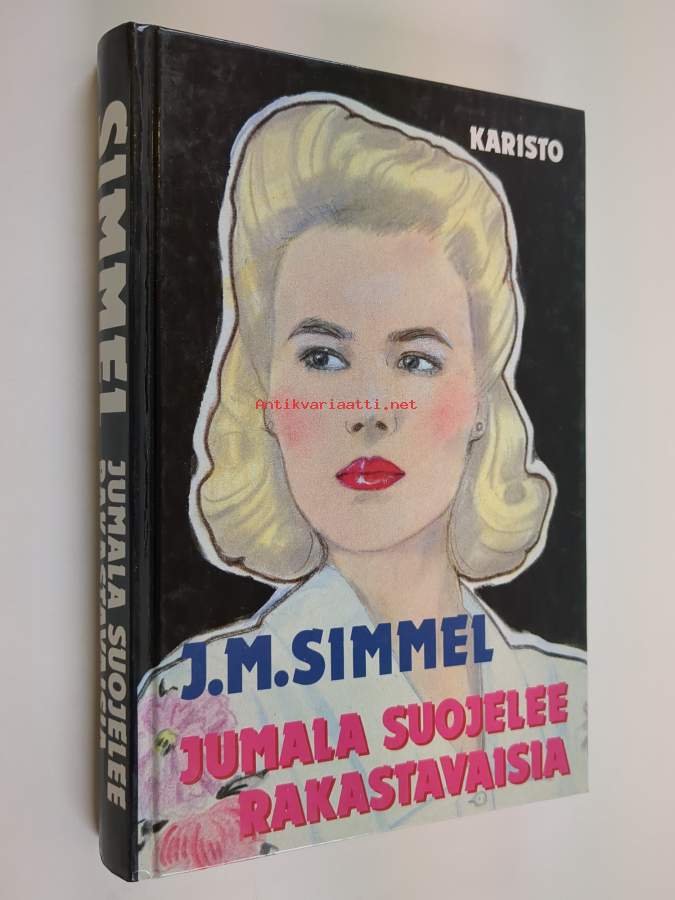 KARISTO
J.M.SIMMEL
JUMALA SUOJELEE
RAKASTAVAISIA
SIMMEL
JUMALA SUOJELEE
RAKASTAVAISIA
Antikvariaatti.net